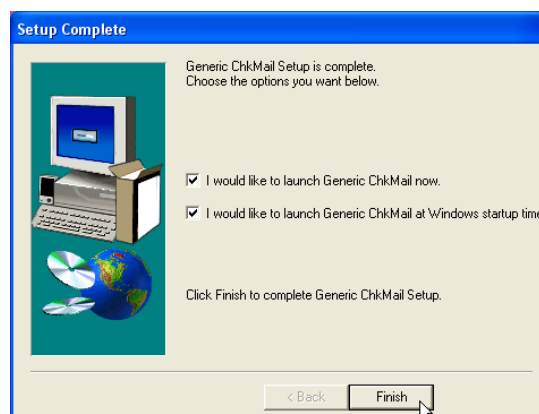 Setup Complete
Generic ChkMail Setup is complete.
Choose the options you want below.
I would like to launch Generic ChkMail now.
I would like to launch Generic ChkMail at Windows startup time
Click Finish to complete Generic ChkMail Setup.
< Back Finish